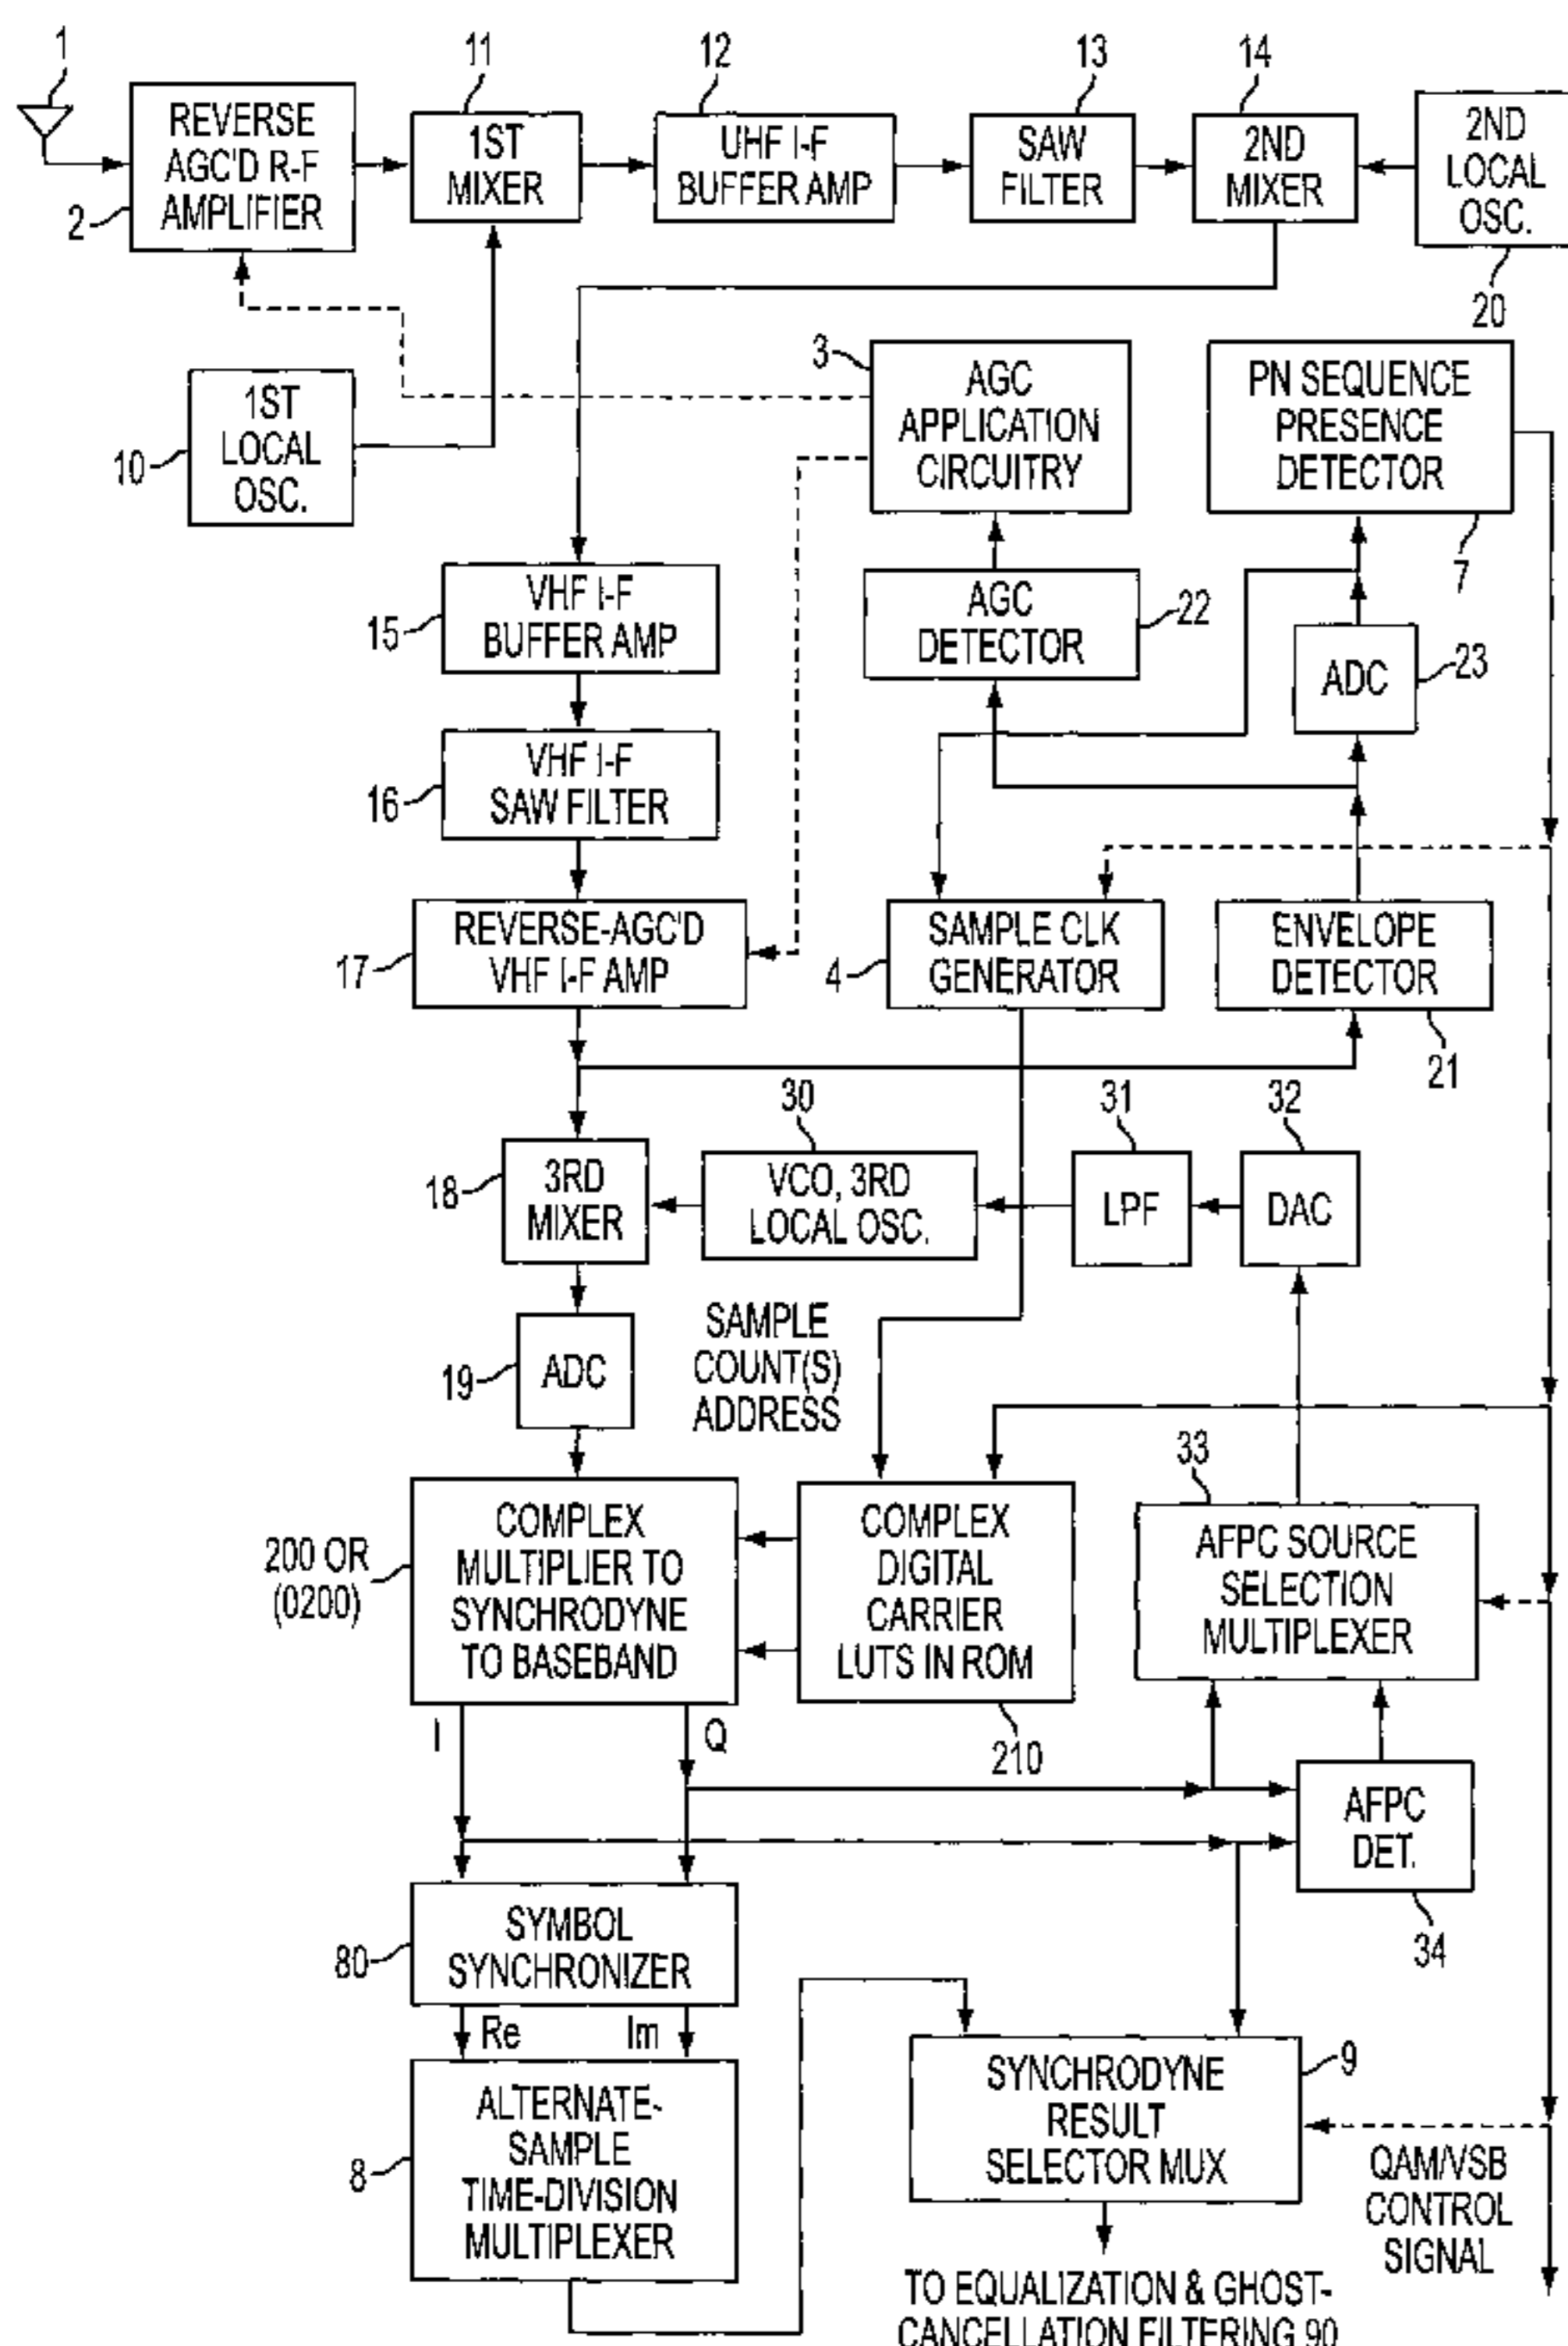 1
11
12
13
14
REVERSE
AGC'D R-F
AMPLIFIER
2
1ST
MIXER
UHF I-F
BUFFER AMP
SAW
FILTER
2ND
MIXER
2ND
LOCAL
OSC.
20
10
1ST
LOCAL
OSC.
3
AGC
APPLICATION
CIRCUITRY
PN SEQUENCE
PRESENCE
DETECTOR
7
15
VHF I-F
BUFFER AMP
AGC
DETECTOR
22
ADC
23
16
VHF I-F
SAW FILTER
17
REVERSE-AGC'D
VHF I-F AMP
4
SAMPLE CLK
GENERATOR
ENVELOPE
DETECTOR
21
30
31
32
18
3RD
MIXER
VCO, 3RD
LOCAL OSC.
LPF
DAC
19
ADC
SAMPLE
COUNT(S)
ADDRESS
33
200 OR
(0200)
COMPLEX
MULTIPLIER TO
SYNCHRODYNE
TO BASEBAND
COMPLEX
DIGITAL
CARRIER
LUTS IN ROM
210
AFPC SOURCE
SELECTION
MULTIPLEXER
I
Q
AFPC
DET.
34
80
SYMBOL
SYNCHRONIZER
Re
Im
8
ALTERNATE-
SAMPLE
TIME-DIVISION
MULTIPLEXER
SYNCHRODYNE
RESULT
SELECTOR MUX
9
QAM/VSB
CONTROL
SIGNAL
TO EQUALIZATION & GHOST-
CANCELLATION FILTERING 90